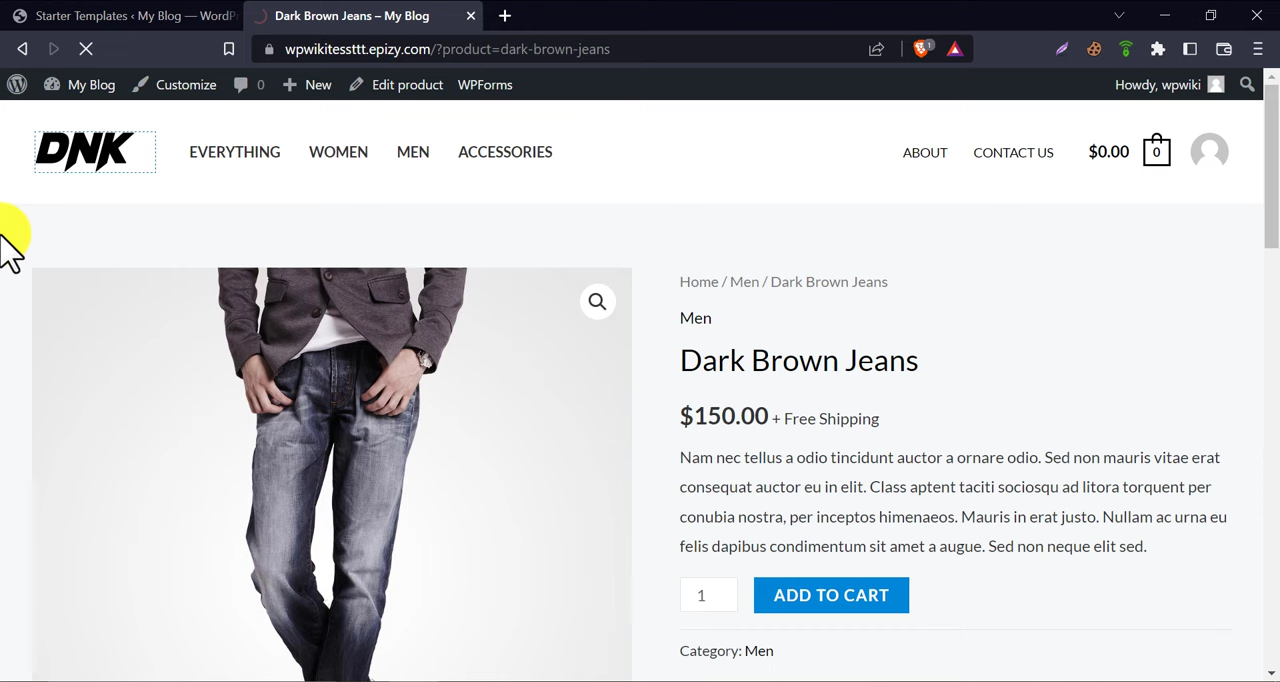 Starter Templates ‹ My Blog — WordPr
Dark Brown Jeans – My Blog
wpwikitessttt.epizy.com/?product=dark-brown-jeans
1
My Blog Customize 0 New Edit product WPForms
Howdy, wpwiki
DNK
EVERYTHING WOMEN MEN ACCESSORIES
ABOUT CONTACT US $0.00 0
Home / Men / Dark Brown Jeans
Men
Dark Brown Jeans
$150.00 + Free Shipping
Nam nec tellus a odio tincidunt auctor a ornare odio. Sed non mauris vitae erat
consequat auctor eu in elit. Class aptent taciti sociosqu ad litora torquent per
conubia nostra, per inceptos himenaeos. Mauris in erat justo. Nullam ac urna eu
felis dapibus condimentum sit amet a augue. Sed non neque elit sed.
1 ADD TO CART
Category: Men